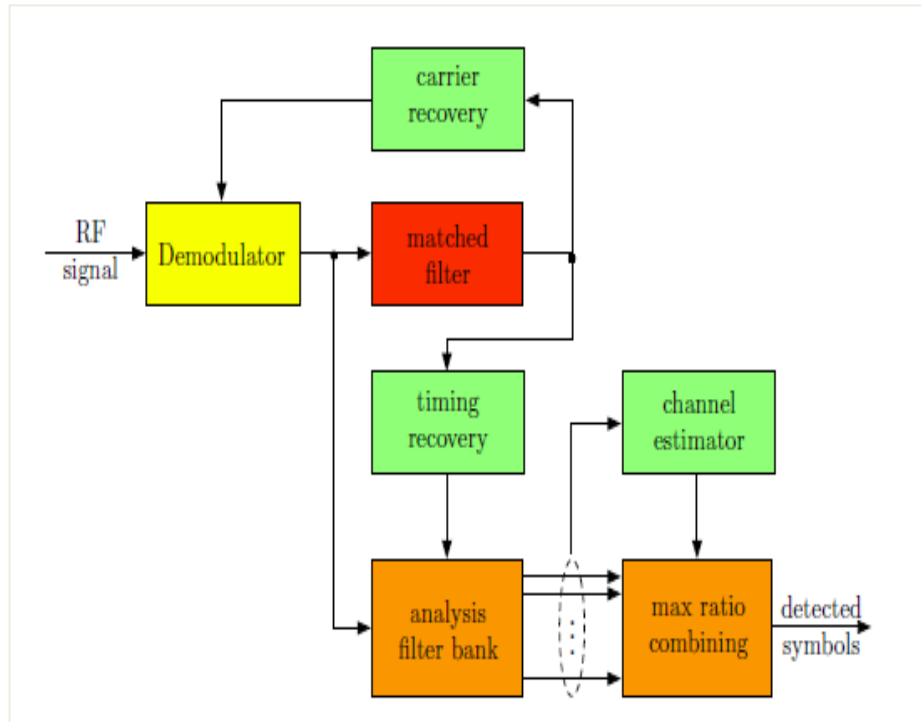 carrier
recovery
RF
signal
Demodulator
matched
filter
timing
recovery
channel
estimator
analysis
filter bank
max ratio
combining
detected
symbols